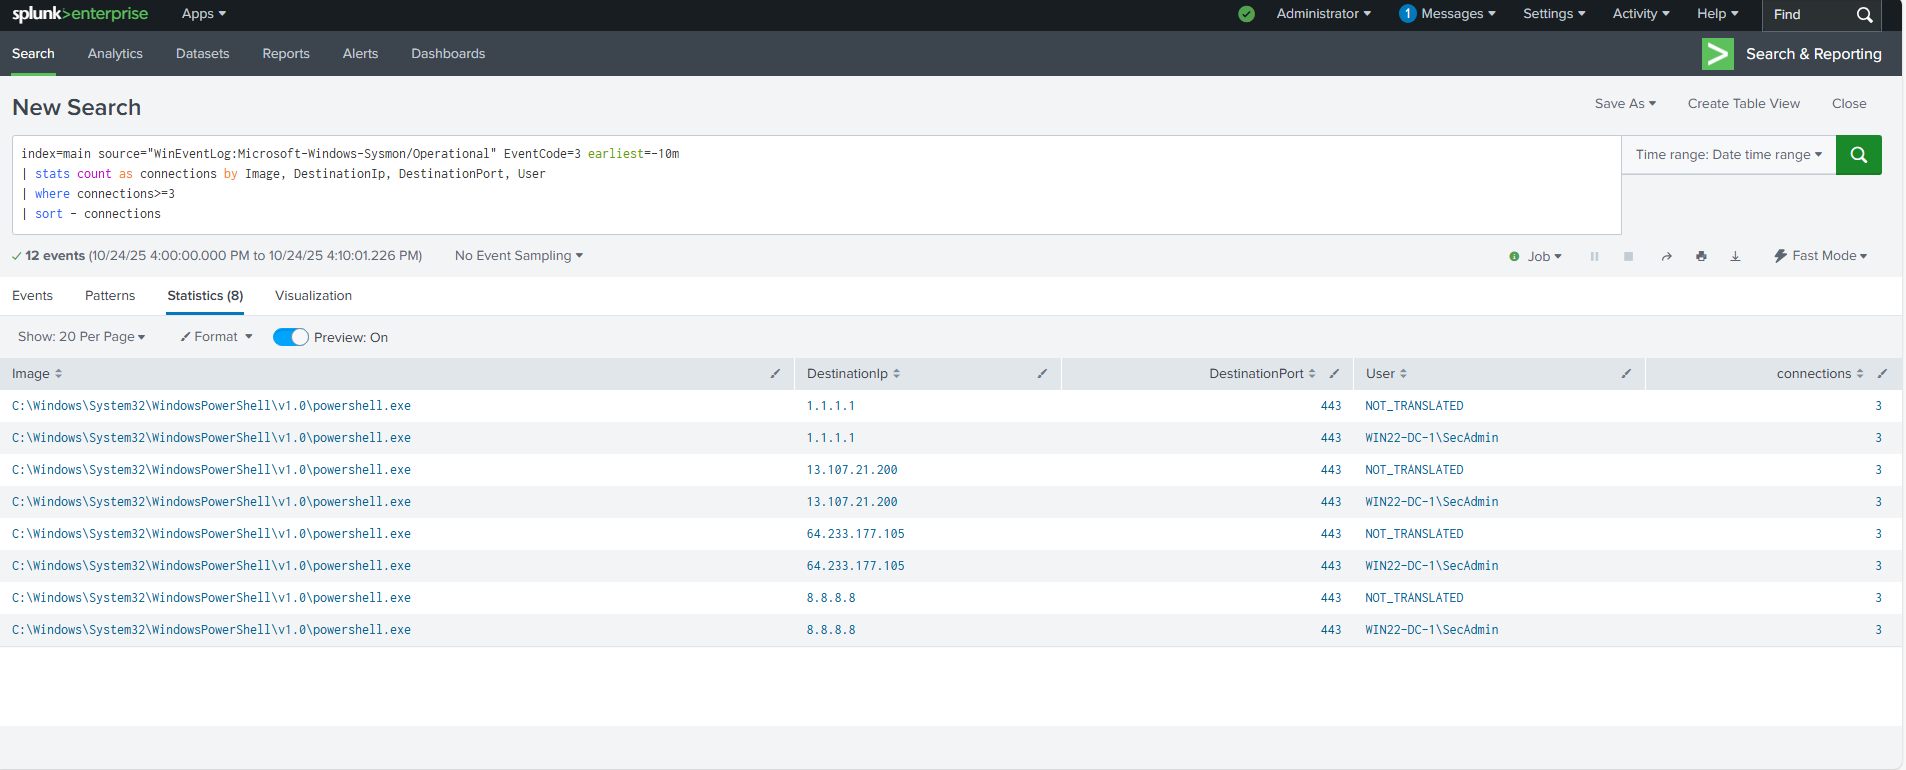 splunk>enterprise Apps Administrator 1 Messages Settings Activity Help Find
Search Analytics Datasets Reports Alerts Dashboards > Search & Reporting
New Search Save As Create Table View Close
index=main source="WinEventLog:Microsoft-Windows-Sysmon/Operational" EventCode=3 earliest=-10m Time range: Date time range
| stats count as connections by Image, DestinationIp, DestinationPort, User
| where connections>=3
| sort - connections
12 events (10/24/25 4:00:00.000 PM to 10/24/25 4:10:01.226 PM) No Event Sampling Job Fast Mode
Events Patterns Statistics (8) Visualization
Show: 20 Per Page Format Preview: On
Image DestinationIp DestinationPort User connections
C:\Windows\System32\WindowsPowerShell\v1.0\powershell.exe 1.1.1.1 443 NOT_TRANSLATED 3
C:\Windows\System32\WindowsPowerShell\v1.0\powershell.exe 1.1.1.1 443 WIN22-DC-1\SecAdmin 3
C:\Windows\System32\WindowsPowerShell\v1.0\powershell.exe 13.107.21.200 443 NOT_TRANSLATED 3
C:\Windows\System32\WindowsPowerShell\v1.0\powershell.exe 13.107.21.200 443 WIN22-DC-1\SecAdmin 3
C:\Windows\System32\WindowsPowerShell\v1.0\powershell.exe 64.233.177.105 443 NOT_TRANSLATED 3
C:\Windows\System32\WindowsPowerShell\v1.0\powershell.exe 64.233.177.105 443 WIN22-DC-1\SecAdmin 3
C:\Windows\System32\WindowsPowerShell\v1.0\powershell.exe 8.8.8.8 443 NOT_TRANSLATED 3
C:\Windows\System32\WindowsPowerShell\v1.0\powershell.exe 8.8.8.8 443 WIN22-DC-1\SecAdmin 3